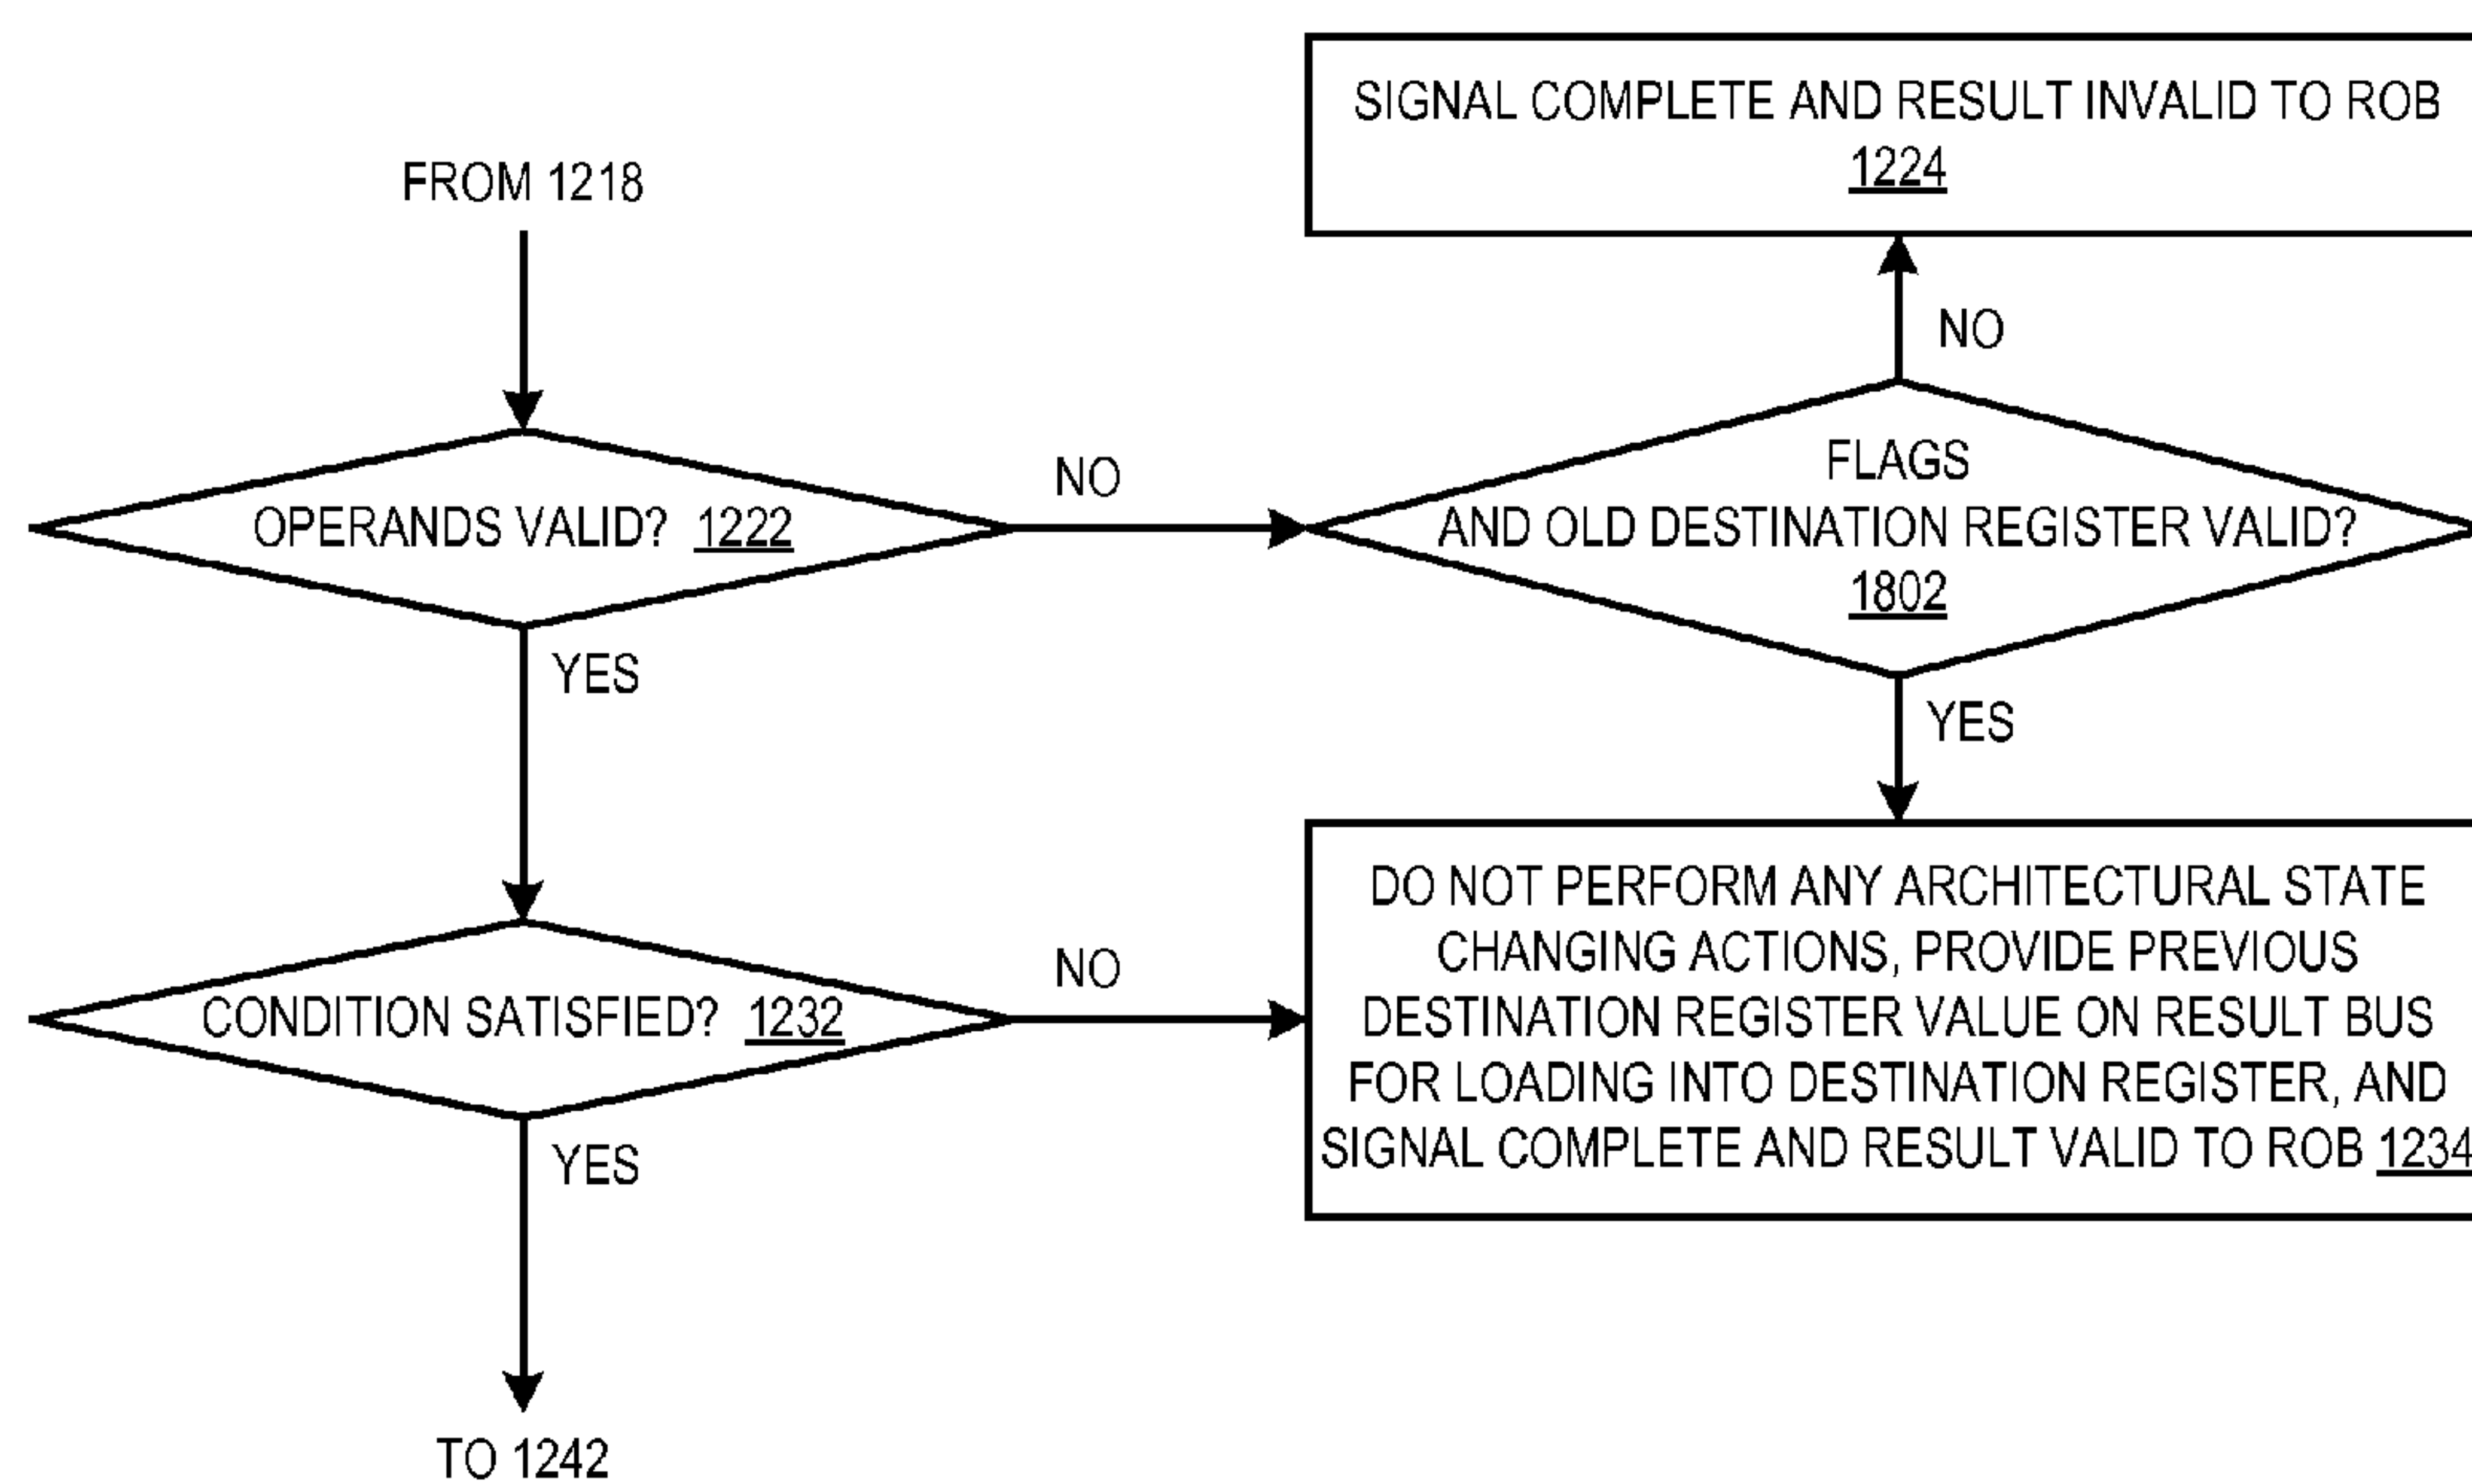 SIGNAL COMPLETE AND RESULT INVALID TO ROB
1224
FROM 1218
NO
FLAGS
NO
OPERANDS VALID? 1222
AND OLD DESTINATION REGISTER VALID?
1802
YES
YES
DO NOT PERFORM ANY ARCHITECTURAL STATE
CHANGING ACTIONS, PROVIDE PREVIOUS
NO
CONDITION SATISFIED? 1232
DESTINATION REGISTER VALUE ON RESULT BUS
FOR LOADING INTO DESTINATION REGISTER, AND
SIGNAL COMPLETE AND RESULT VALID TO ROB 1234
YES
TO 1242